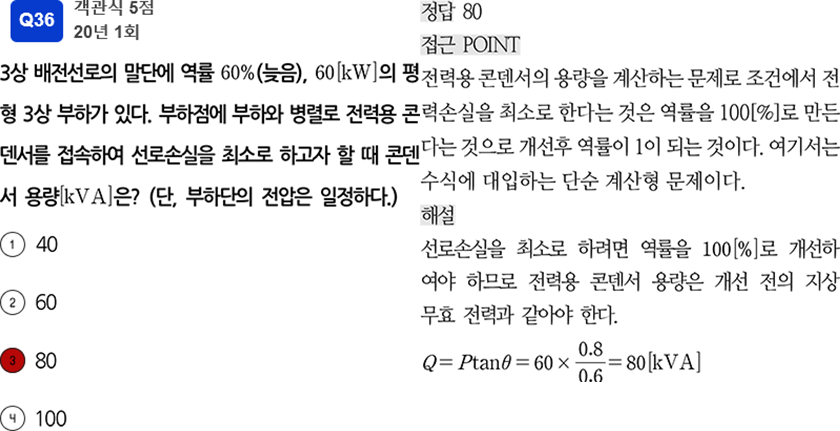 Q36
객관식 5점
20년 1회
3상 배전선로의 말단에 역률 60%(늦음), 60[kW]의 평
형 3상 부하가 있다. 부하점에 부하와 병렬로 전력용 콘
덴서를 접속하여 선로손실을 최소로 하고자 할 때 콘덴
서 용량[kVA]은? (단, 부하단의 전압은 일정하다.)
1 40
2 60
3 80
4 100
정답 80
접근 POINT
전력용 콘덴서의 용량을 계산하는 문제로 조건에서 전
력손실을 최소로 한다는 것은 역률을 100[%]로 만든
다는 것으로 개선후 역률이 1이 되는 것이다. 여기서는
수식에 대입하는 단순 계산형 문제이다.
해설
선로손실을 최소로 하려면 역률을 100[%]로 개선하
여야 하므로 전력용 콘덴서 용량은 개선 전의 지상
무효 전력과 같아야 한다.
Q = Ptanθ = 60 × 0.8/0.6 = 80[kVA]